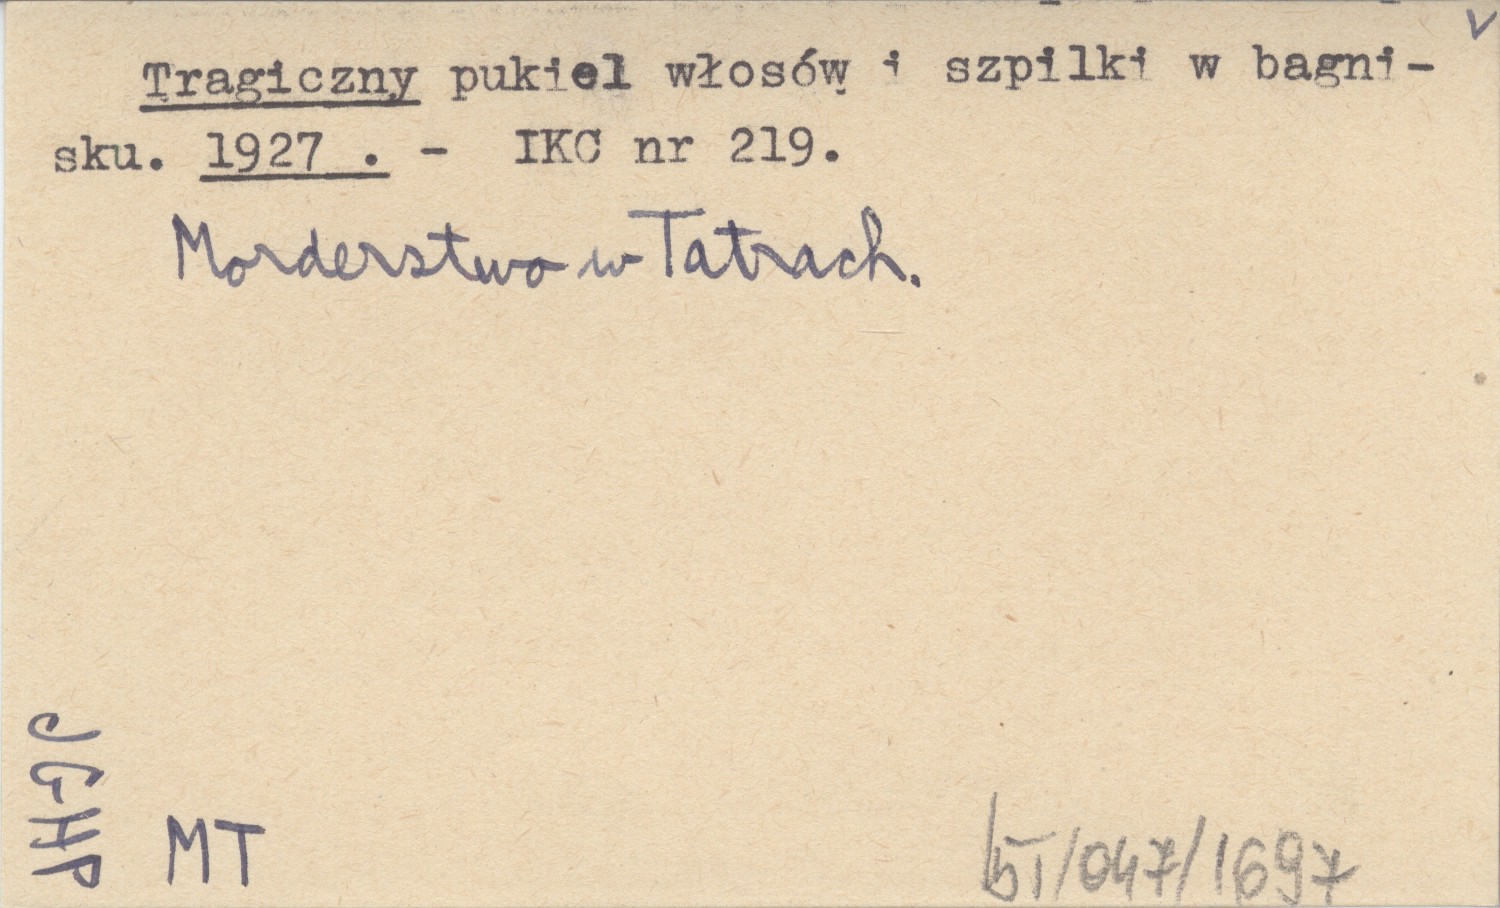 v
Tragiczny pukiel włosów i szpilki w bagni-
sku. 1927 . - IKC nr 219.
Morderstwo w Tatrach.
JGHP
MT
BT/047/1697